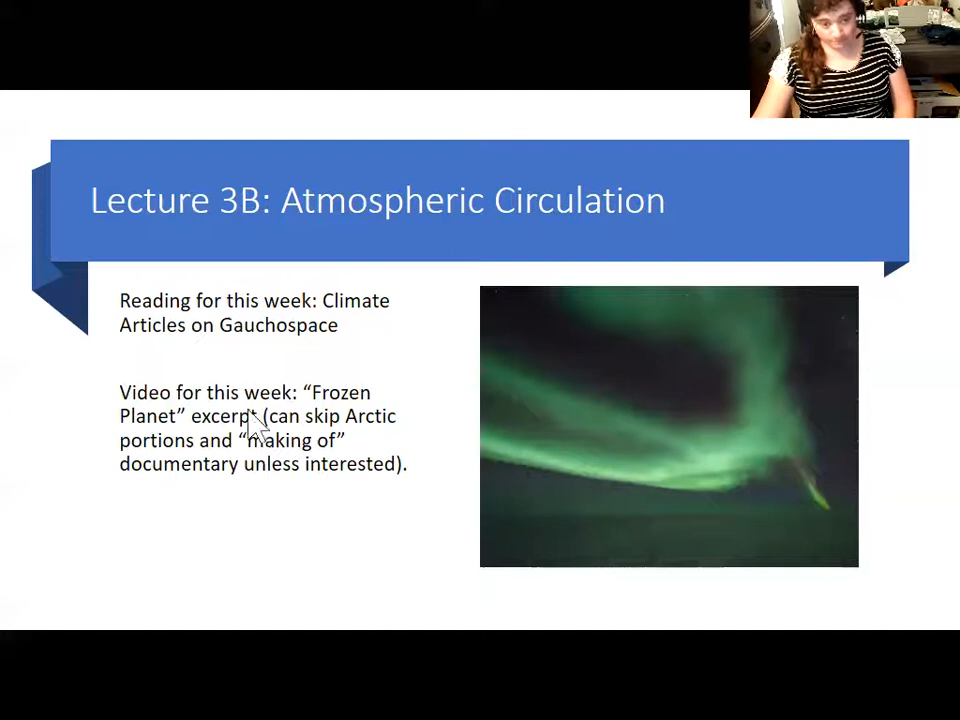 Lecture 3B: Atmospheric Circulation
Reading for this week: Climate
Articles on Gauchospace
Video for this week: “Frozen
Planet” excerpt (can skip Arctic
portions and “making of”
documentary unless interested).